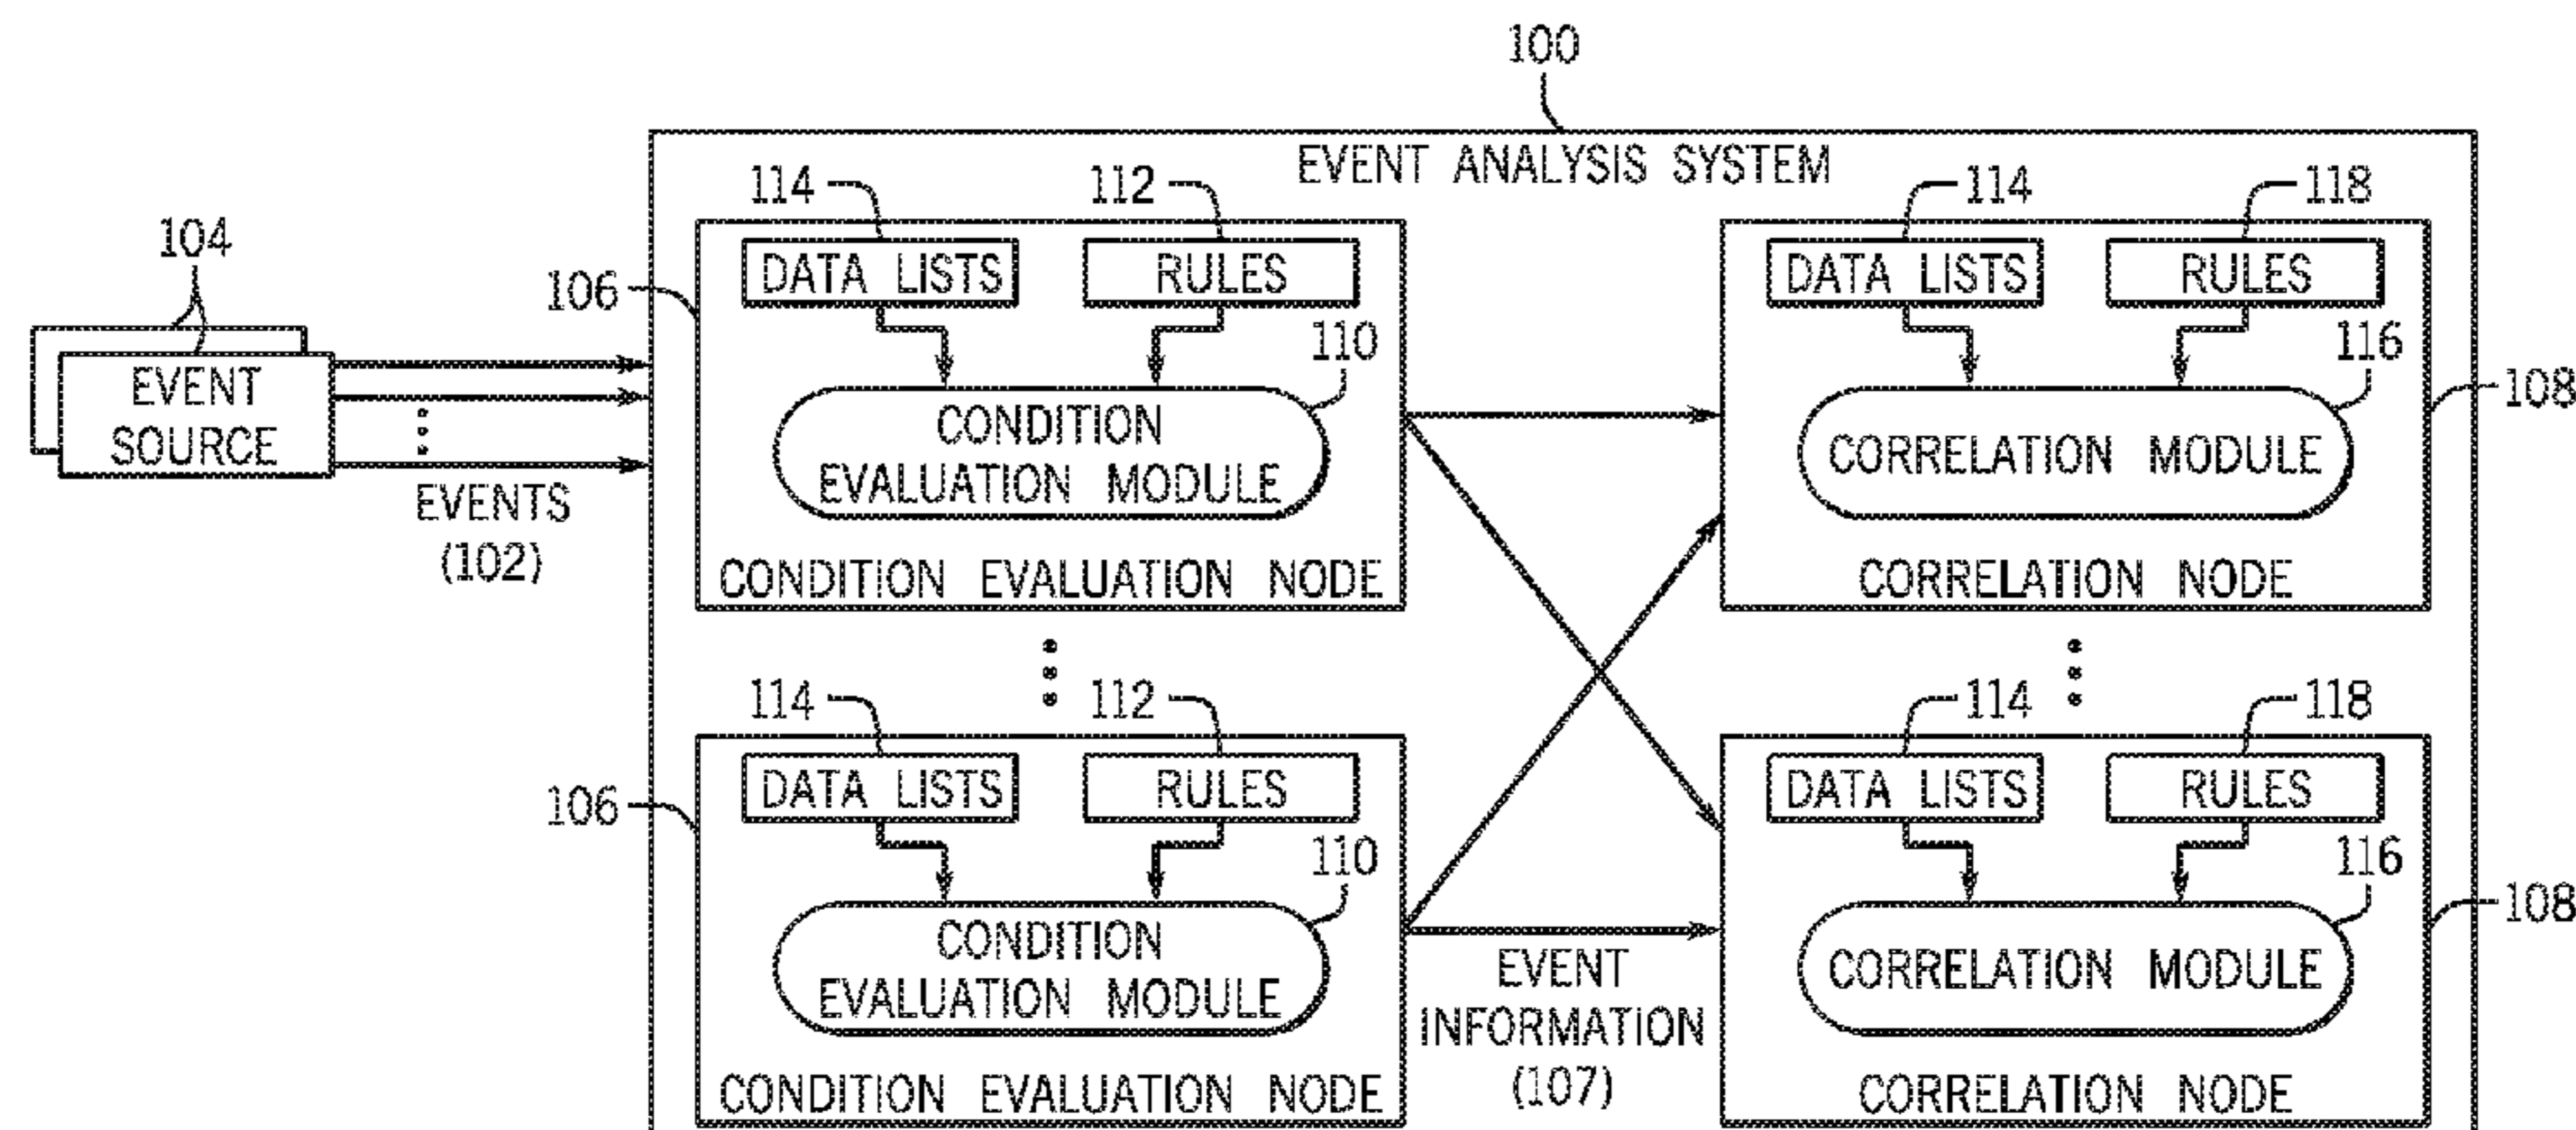 100
EVENT ANALYSIS SYSTEM
104
EVENT
SOURCE
EVENTS
(102)
114
112
106
DATA LISTS
RULES
110
CONDITION
EVALUATION MODULE
CONDITION EVALUATION NODE
114
118
DATA LISTS
RULES
116
108
CORRELATION MODULE
CORRELATION NODE
114
112
106
DATA LISTS
RULES
110
CONDITION
EVALUATION MODULE
CONDITION EVALUATION NODE
EVENT
INFORMATION
(107)
114
118
DATA LISTS
RULES
116
108
CORRELATION MODULE
CORRELATION NODE